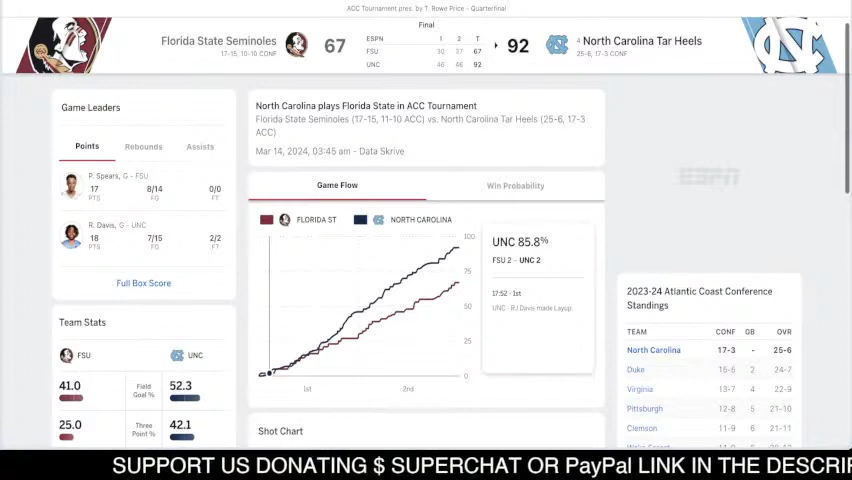 ACC Tournament pres. by T. Rowe Price - Quarterfinal
Florida State Seminoles
17-15, 10-10 CONF
67
Final
ESPN 1 2 T
FSU 30 37 67
UNC 46 46 92
92
4 North Carolina Tar Heels
25-6, 17-3 CONF
Game Leaders
Points Rebounds Assists
P. Spears, G - FSU
17 8/14 0/0
PTS FG FT
R. Davis, G - UNC
18 7/15 2/2
PTS FG FT
Full Box Score
Team Stats
FSU UNC
41.0 Field Goal % 52.3
25.0 Three Point % 42.1
North Carolina plays Florida State in ACC Tournament
Florida State Seminoles (17-15, 11-10 ACC) vs. North Carolina Tar Heels (25-6, 17-3
ACC)
Mar 14, 2024, 03:45 am - Data Skrive
Game Flow Win Probability
FLORIDA ST NORTH CAROLINA
100
75
50
25
0
1st 2nd
UNC 85.8%
FSU 2 - UNC 2
17:52 - 1st
UNC - RJ Davis made Layup.
Shot Chart
ESPN
2023-24 Atlantic Coast Conference
Standings
TEAM CONF GB OVR
North Carolina 17-3 - 25-6
Duke 15-5 2 24-7
Virginia 13-7 4 22-9
Pittsburgh 12-8 5 21-10
Clemson 11-9 6 21-11
SUPPORT US DONATING $ SUPERCHAT OR PayPal LINK IN THE DESCRI